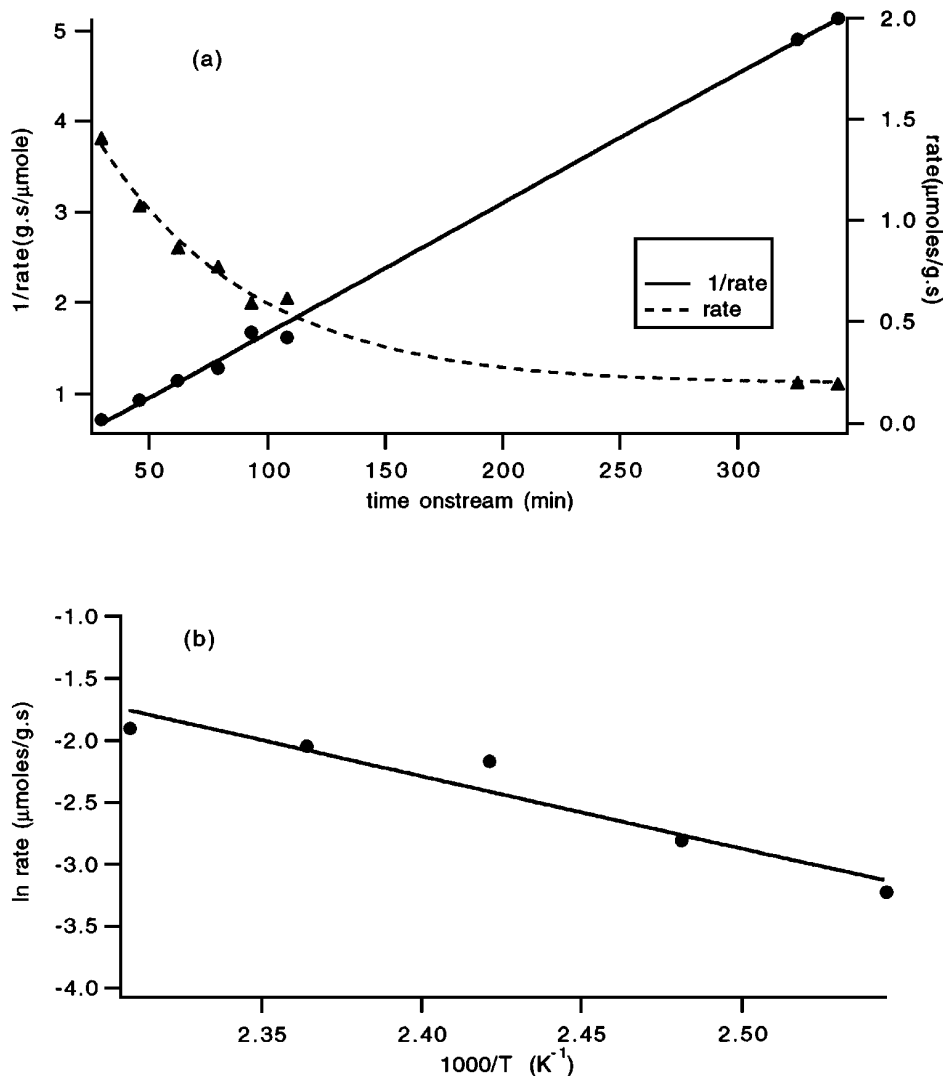 (a)
1/rate(g.s/µmole)
5
4
3
2
1
2.0
1.5
1.0
0.5
0.0
rate(µmoles/g.s)
1/rate
rate
50 100 150 200 250 300
time onstream (min)
(b)
ln rate (µmoles/g.s)
-1.0
-1.5
-2.0
-2.5
-3.0
-3.5
-4.0
2.35 2.40 2.45 2.50
1000/T (K⁻¹)